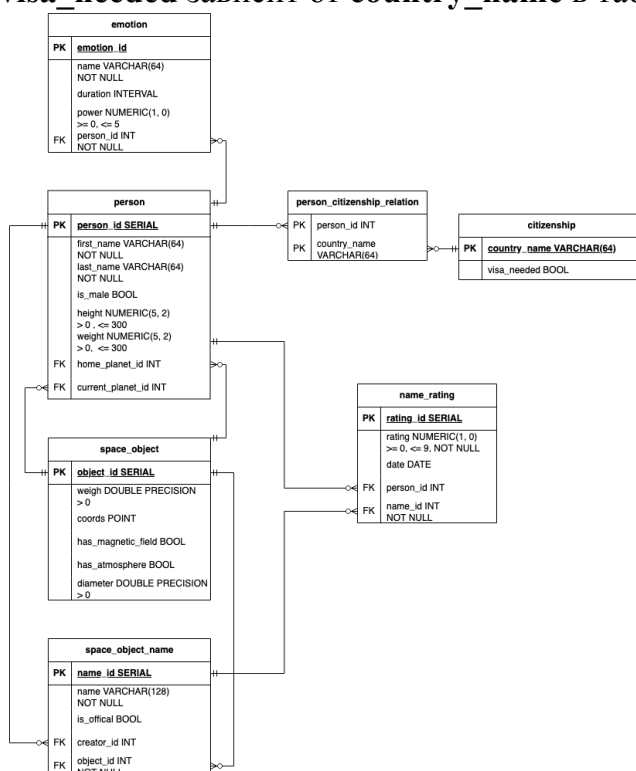 visa_needed зависит от country_name в
emotion
PK emotion_id
name VARCHAR(64)
NOT NULL
duration INTERVAL
power NUMERIC(1, 0)
>= 0, <= 5
FK person_id INT
NOT NULL
person
PK person_id SERIAL
first_name VARCHAR(64)
NOT NULL
last_name VARCHAR(64)
NOT NULL
is_male BOOL
height NUMERIC(5, 2)
> 0 , <= 300
weight NUMERIC(5, 2)
> 0, <= 300
FK home_planet_id INT
FK current_planet_id INT
person_citizenship_relation
PK person_id INT
PK country_name
VARCHAR(64)
citizenship
PK country_name VARCHAR(64)
visa_needed BOOL
name_rating
PK rating_id SERIAL
rating NUMERIC(1, 0)
>= 0, <= 9, NOT NULL
date DATE
FK person_id INT
FK name_id INT
NOT NULL
space_object
PK object_id SERIAL
weigh DOUBLE PRECISION
> 0
coords POINT
has_magnetic_field BOOL
has_atmosphere BOOL
diameter DOUBLE PRECISION
> 0
space_object_name
PK name_id SERIAL
name VARCHAR(128)
NOT NULL
is_offical BOOL
FK creator_id INT
FK object_id INT
NOT NULL